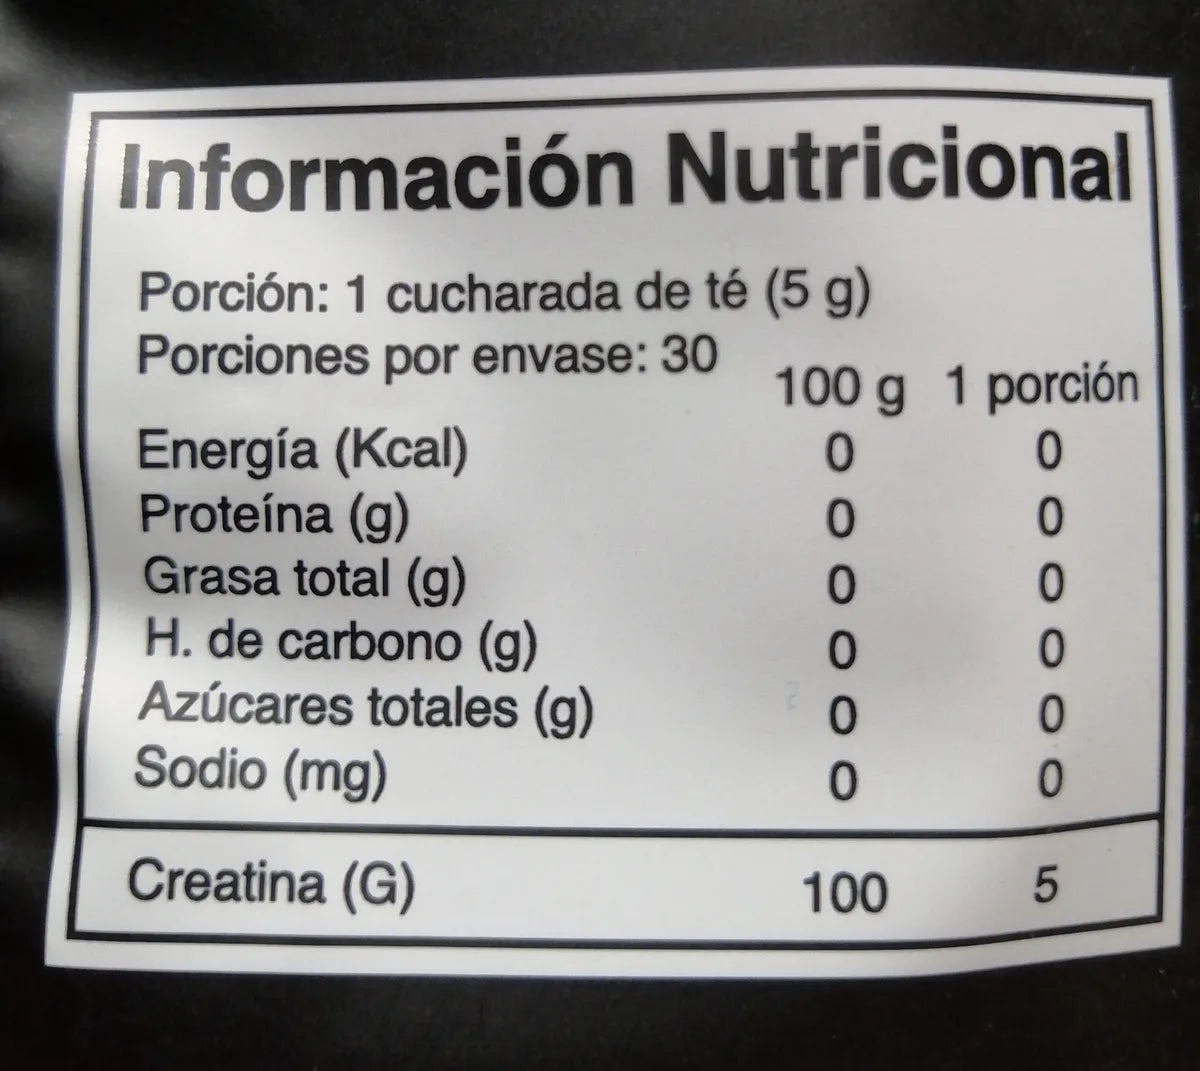 Información Nutricional
Porción: 1 cucharada de té (5 g)
Porciones por envase: 30
100 g 1 porción
Energía (Kcal) 0 0
Proteína (g) 0 0
Grasa total (g) 0 0
H. de carbono (g) 0 0
Azúcares totales (g) 0 0
Sodio (mg) 0 0
Creatina (G) 100 5